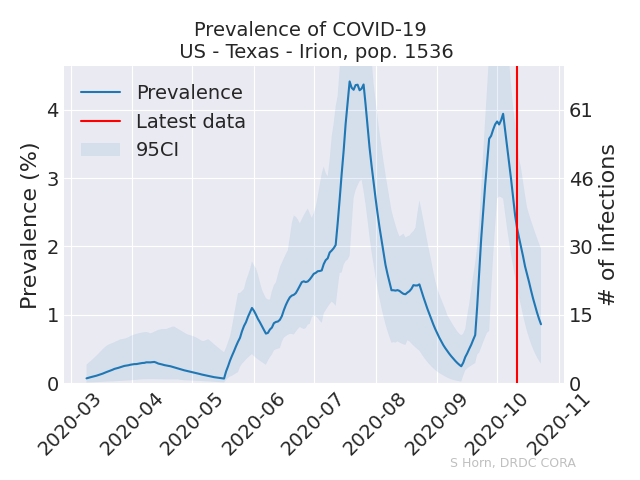 Prevalence of COVID-19
US - Texas - Irion, pop. 1536
Prevalence
Latest data
95CI
Prevalence (%)
4
3
2
1
0
61
46
30
15
0
# of infections
2020-03
2020-04
2020-05
2020-06
2020-07
2020-08
2020-09
2020-10
2020-11
S Horn, DRDC CORA